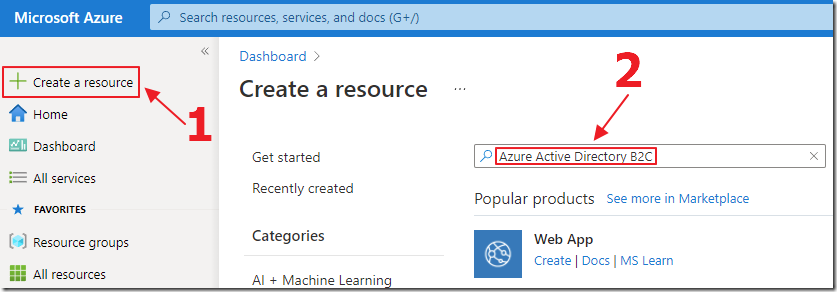 Microsoft Azure
Search resources, services, and docs (G+/)
«
Create a resource
1
Home
Dashboard
All services
FAVORITES
Resource groups
All resources
Dashboard >
Create a resource ...
2
Get started
Recently created
Categories
AI + Machine Learning
Azure Active Directory B2C
Popular products See more in Marketplace
Web App
Create | Docs | MS Learn